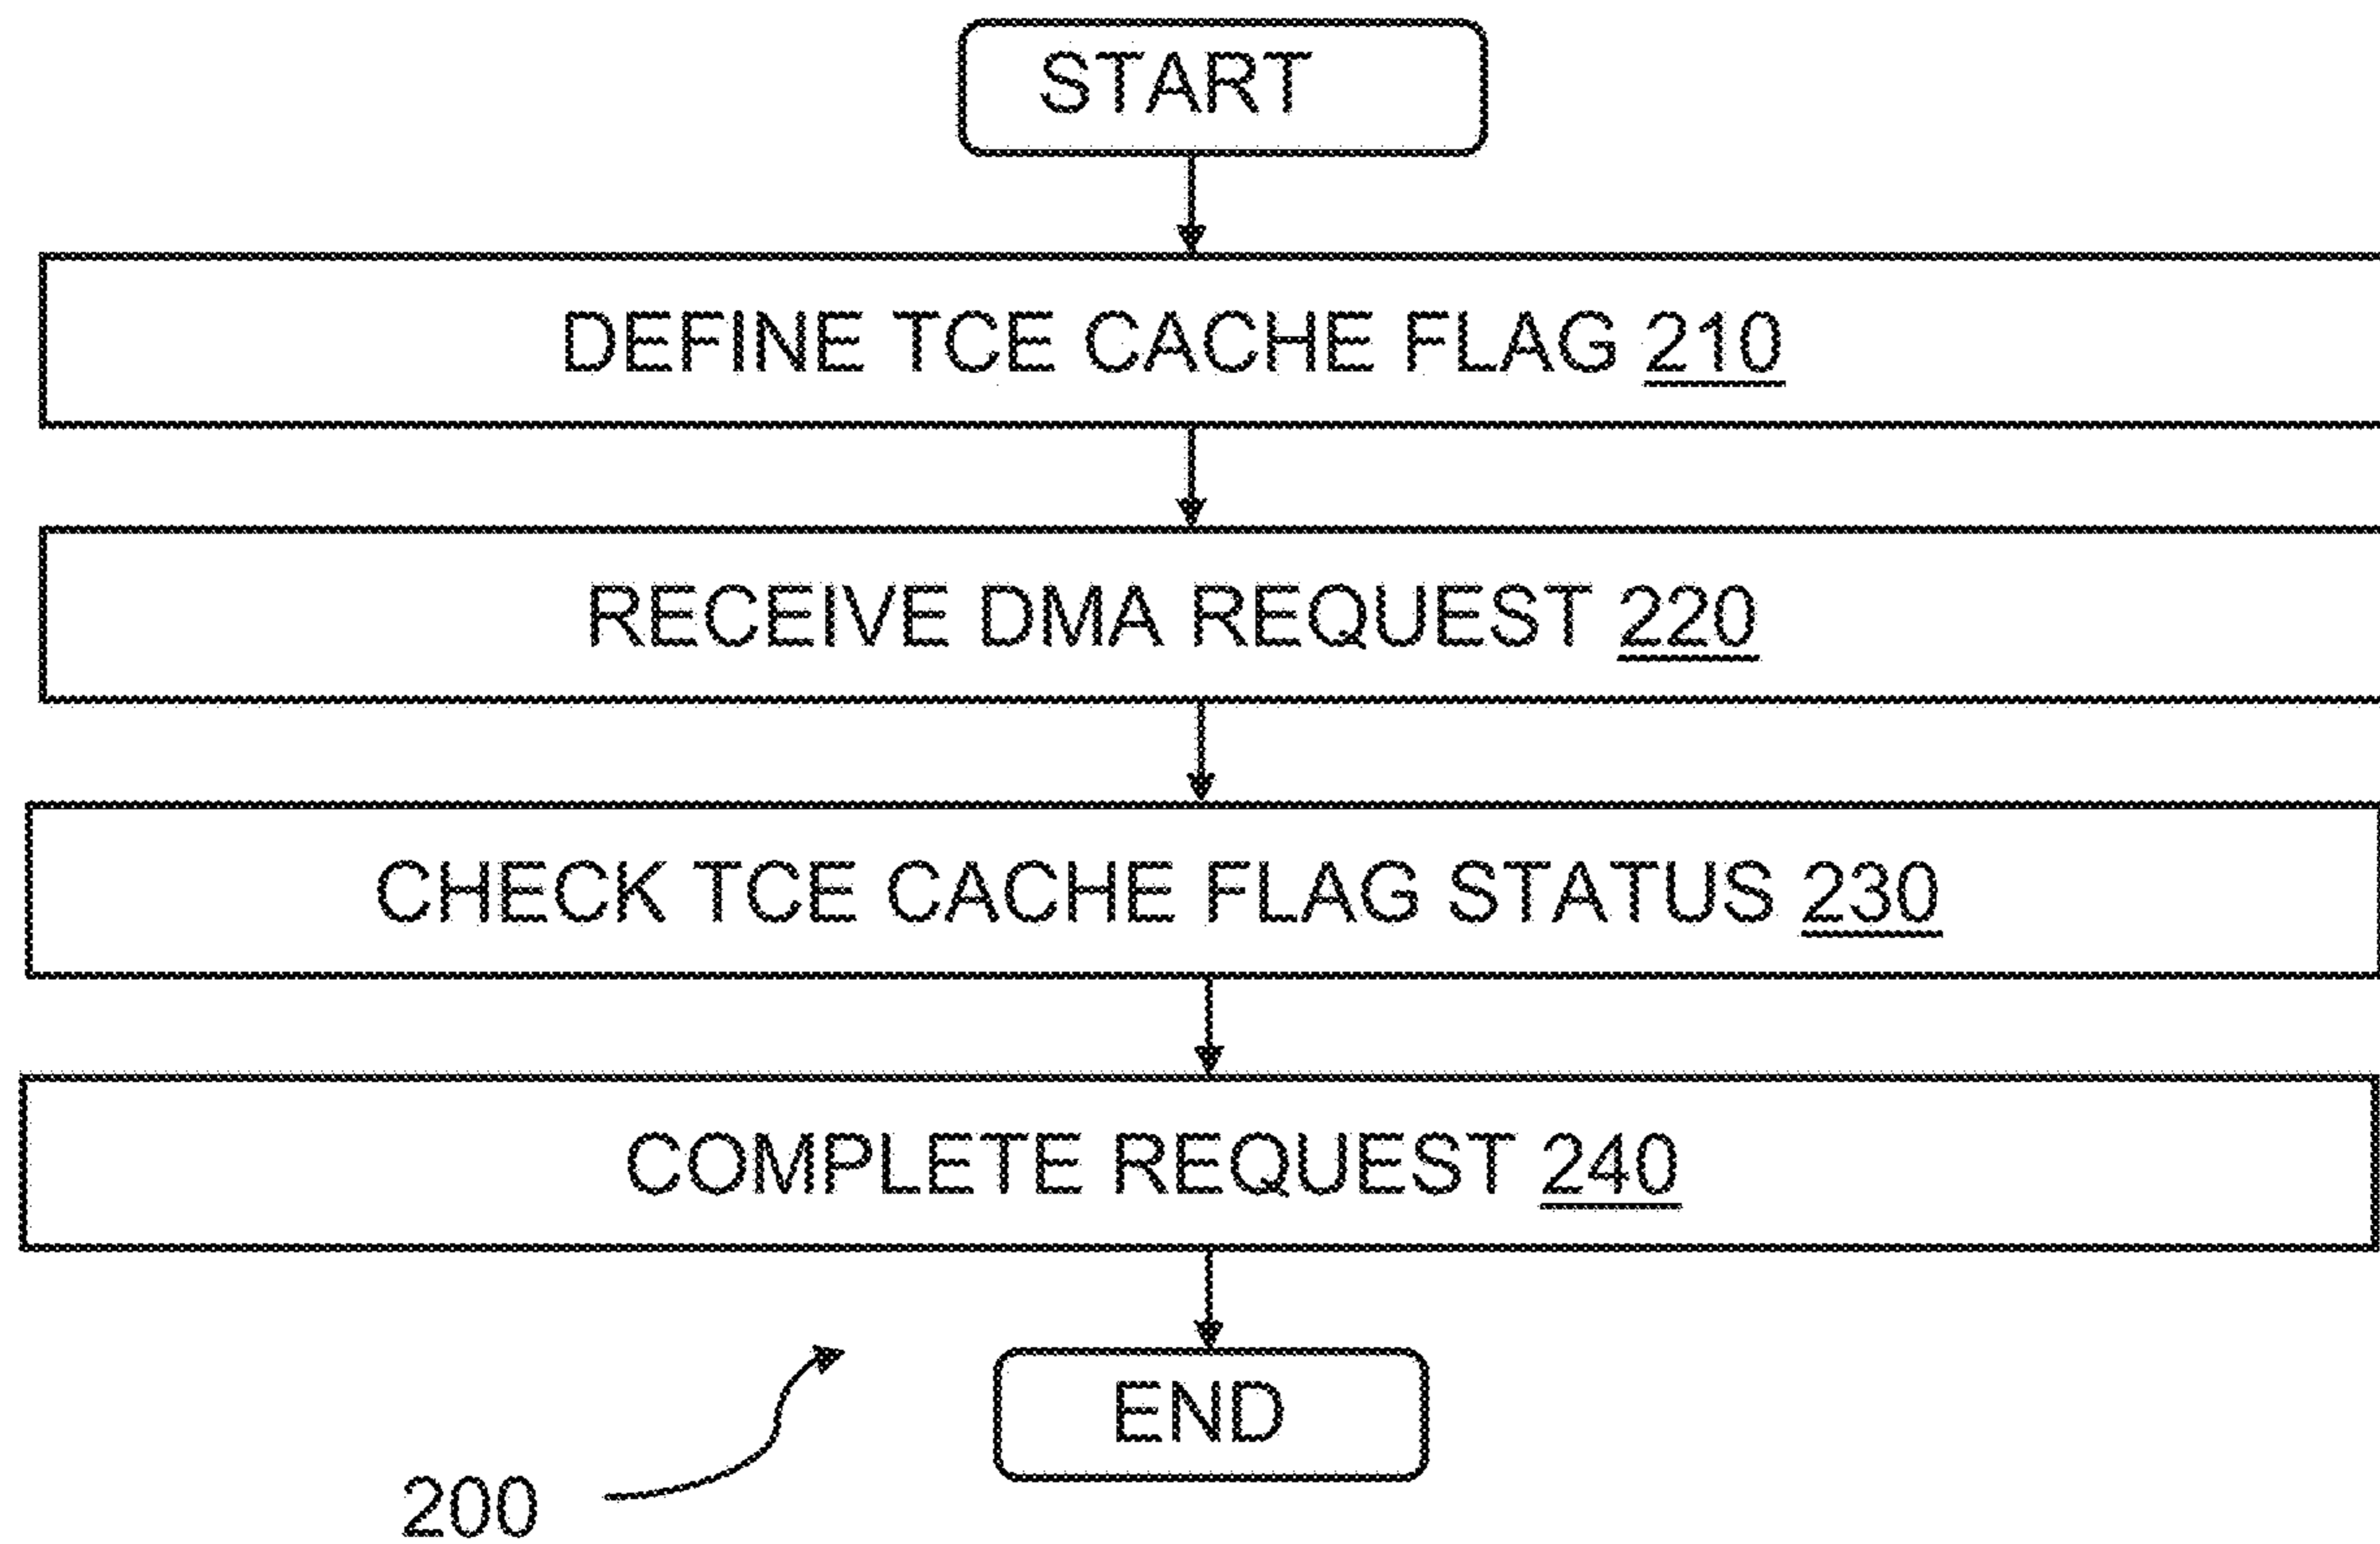 START
DEFINE TCE CACHE FLAG 210
RECEIVE DMA REQUEST 220
CHECK TCE CACHE FLAG STATUS 230
COMPLETE REQUEST 240
END
200